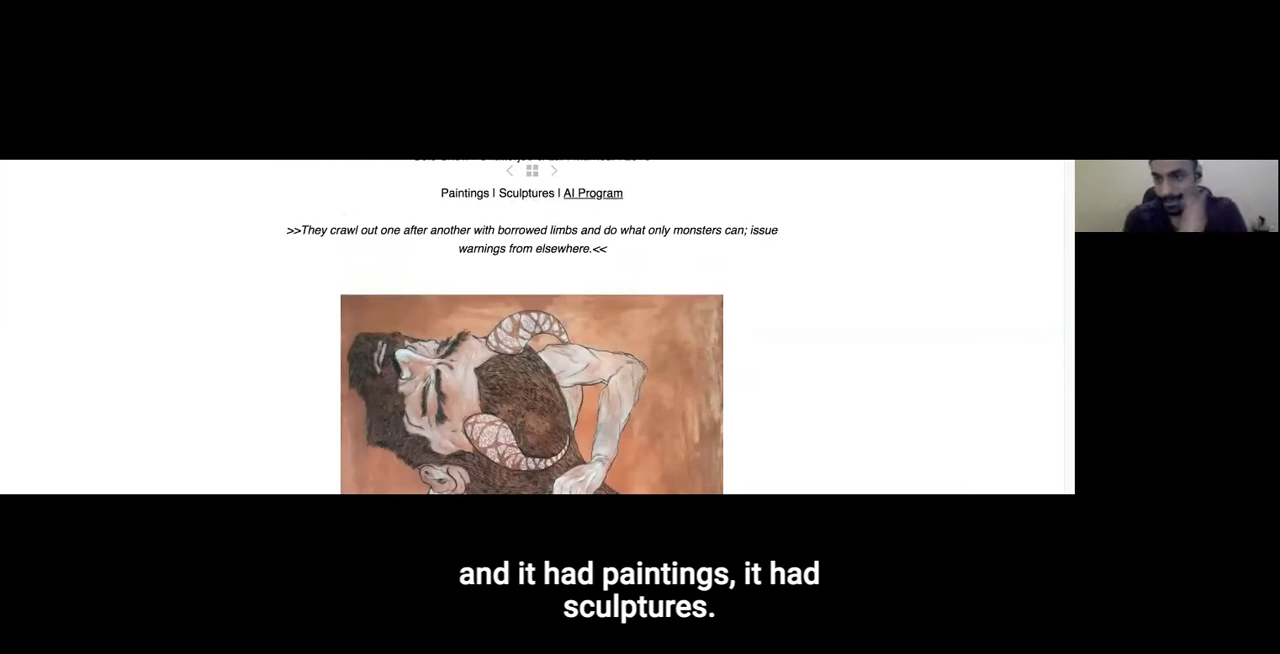 Paintings | Sculptures | AI Program
>>They crawl out one after another with borrowed limbs and do what only monsters can; issue
warnings from elsewhere.<<
and it had paintings, it had
sculptures.